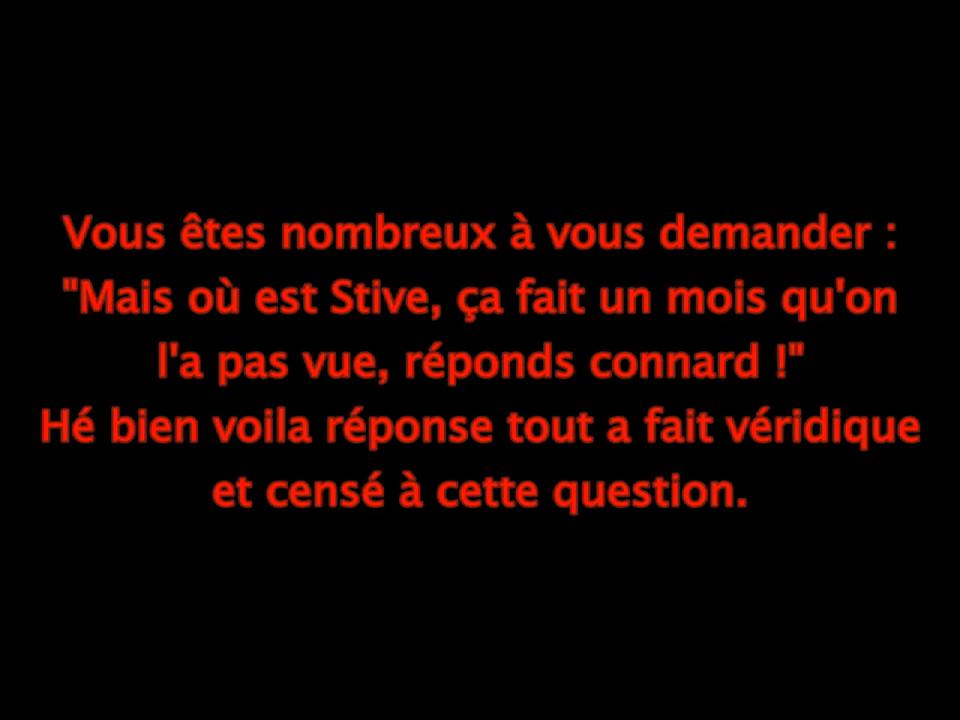 Vous êtes nombreux à vous demander :
"Mais où est Stive, ça fait un mois qu'on
l'a pas vue, réponds connard !"
Hé bien voila réponse tout a fait véridique
et censé à cette question.